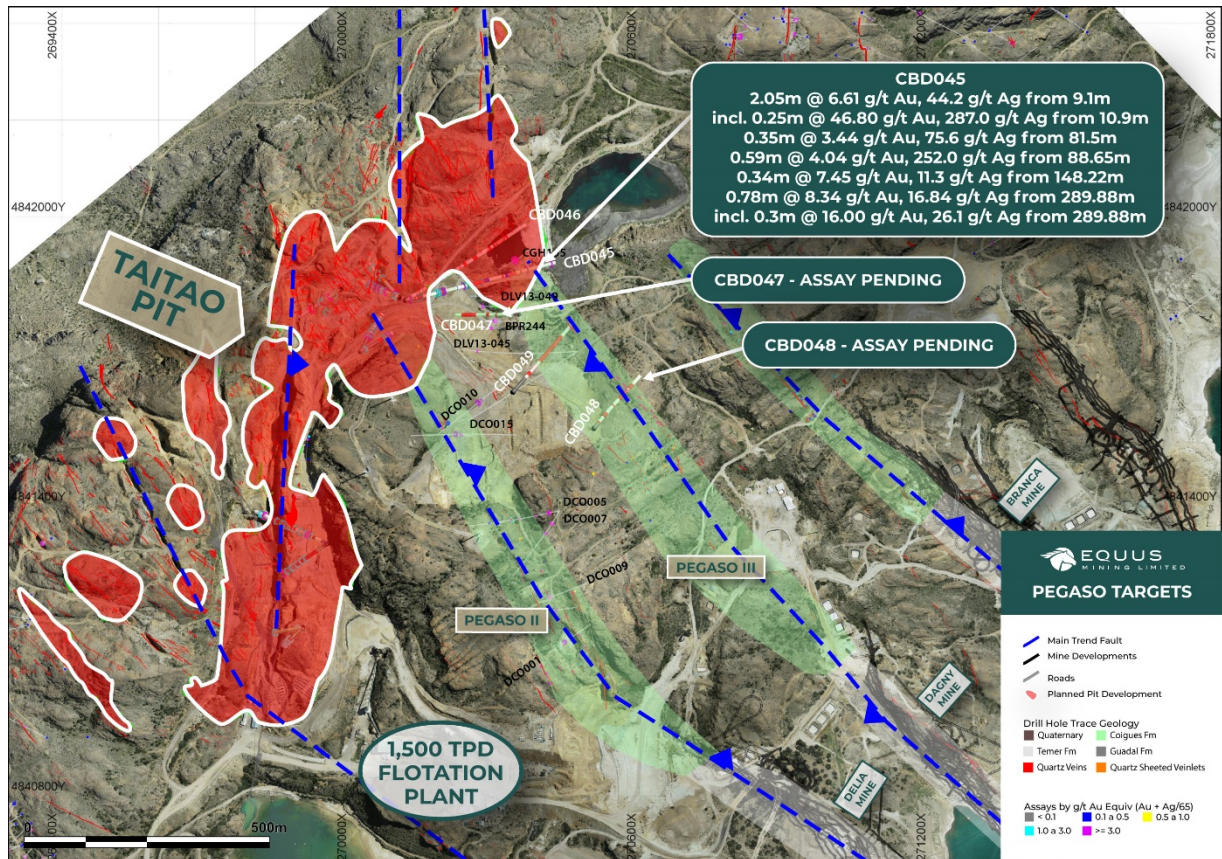 269400X
270000X
270600X
271200X
271800X
CBD045
2.05m @ 6.61 g/t Au, 44.2 g/t Ag from 9.1m
incl. 0.25m @ 46.80 g/t Au, 287.0 g/t Ag from 10.9m
0.35m @ 3.44 g/t Au, 75.6 g/t Ag from 81.5m
0.59m @ 4.04 g/t Au, 252.0 g/t Ag from 88.65m
0.34m @ 7.45 g/t Au, 11.3 g/t Ag from 148.22m
0.78m @ 8.34 g/t Au, 16.84 g/t Ag from 289.88m
incl. 0.3m @ 16.00 g/t Au, 26.1 g/t Ag from 289.88m
4842000Y
4842000Y
CBD046
CBD045
TAITAO
PIT
CBD047 - ASSAY PENDING
DLV13-049
CBD047
BPR244
DLV13-045
CBD048 - ASSAY PENDING
CBD049
DCO010
CBD048
DCO015
4841400Y
4841400Y
BRANCA
MINE
DCO005
DCO007
DCO009
PEGASO III
PEGASO II
DCO001
DAGNY
MINE
DELIA
MINE
1,500 TPD
FLOTATION
PLANT
4840800Y
0
500m
270000X
270600X
271200X
EQUUS
MINING LIMITED
PEGASO TARGETS
Main Trend Fault
Mine Developments
Roads
Planned Pit Development
Drill Hole Trace Geology
Quaternary
Coigues Fm
Temer Fm
Guadal Fm
Quartz Veins
Quartz Sheeted Veinlets
Assays by g/t Au Equiv (Au + Ag/65)
< 0.1
0.1 a 0.5
0.5 a 1.0
1.0 a 3.0
>= 3.0